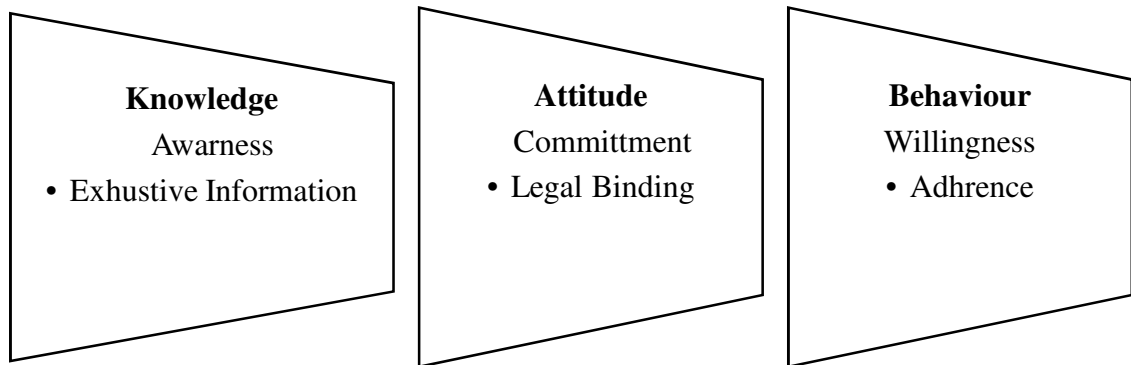 Knowledge
Awarness
• Exhustive Information
Attitude
Committment
• Legal Binding
Behaviour
Willingness
• Adhrence